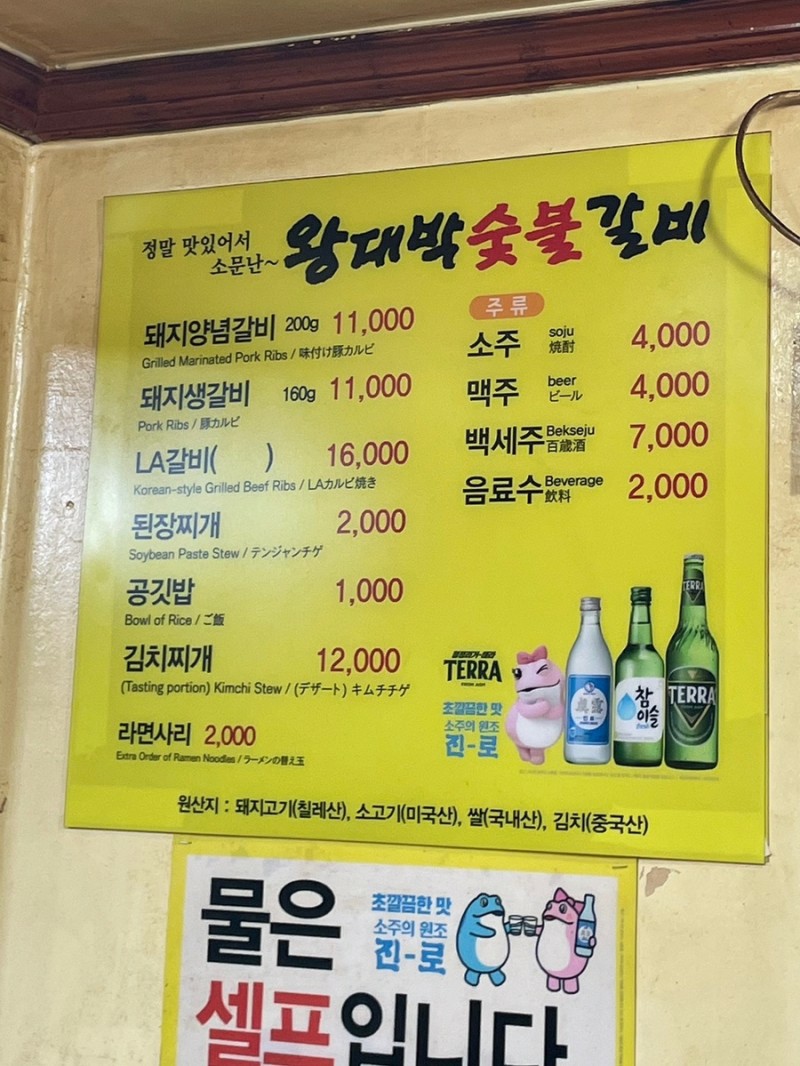 정말 맛있어서
소문난~
왕대박숯불갈비
돼지양념갈비 200g 11,000
Grilled Marinated Pork Ribs / 味付け豚カルビ
돼지생갈비 160g 11,000
Pork Ribs / 豚カルビ
LA갈비( ) 16,000
Korean-style Grilled Beef Ribs / LAカルビ焼き
된장찌개 2,000
Soybean Paste Stew / テンジャンチゲ
공깃밥 1,000
Bowl of Rice / ご飯
김치찌개 12,000
(Tasting portion) Kimchi Stew / (デザート) キムチチゲ
라면사리 2,000
Extra Order of Ramen Noodles / ラーメンの替え玉
주류
소주 soju 焼酎 4,000
맥주 beer ビール 4,000
백세주 Bekseju 百歳酒 7,000
음료수 Beverage 飲料 2,000
TERRA
초깔끔한 맛
소주의 원조
진-로
眞露
참
이슬
fresh
TERRA
TERRA
원산지 : 돼지고기(칠레산), 소고기(미국산), 쌀(국내산), 김치(중국산)
물은
초깔끔한 맛
소주의 원조
진-로
셀프입니다